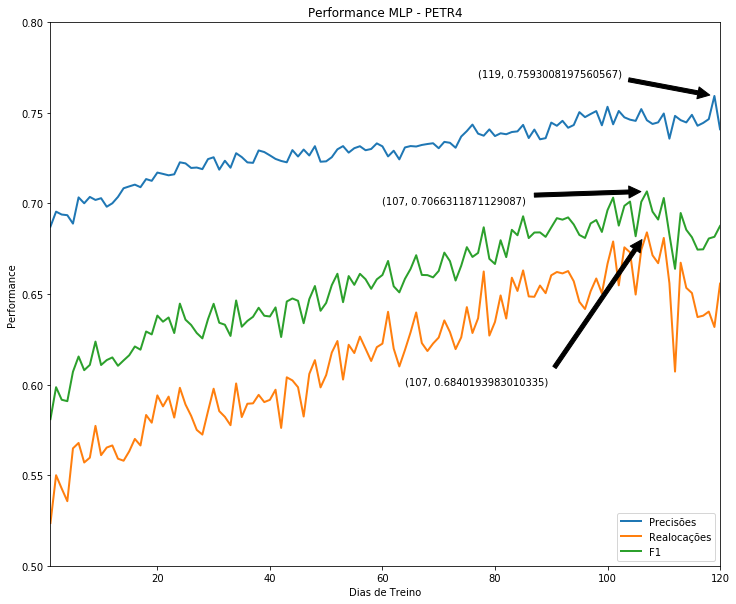 Performance MLP - PETR4
0.80
(119, 0.7593008197560567)
0.75
(107, 0.7066311871129087)
0.70
Performance
0.65
(107, 0.6840193983010335)
0.60
0.55
Precisões
Realocações
F1
0.50
20
40
60
80
100
120
Dias de Treino